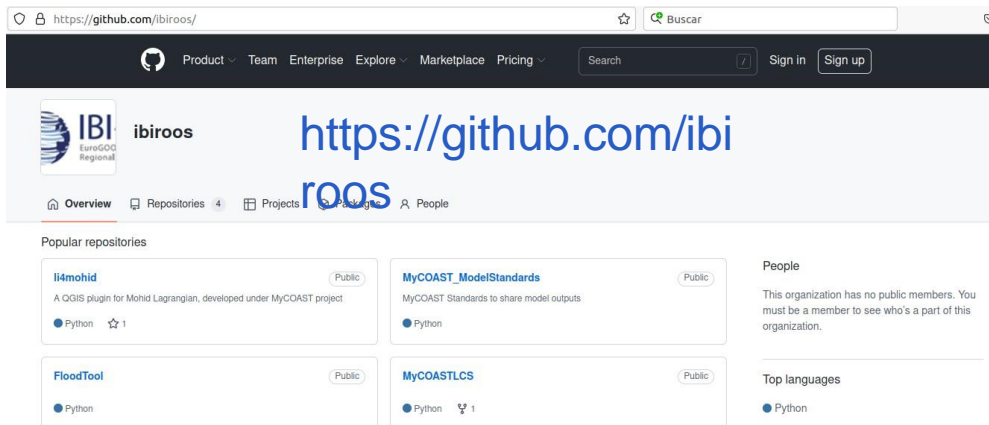 https://github.com/ibiroos/
Buscar
Product Team Enterprise Explore Marketplace Pricing Search / Sign in Sign up
IBI
EuroGOO
Regional
ibiroos
https://github.com/ibi
roos
Overview Repositories 4 Projects Packages People
Popular repositories
li4mohid Public
A QGIS plugin for Mohid Lagrangian, developed under MyCOAST project
Python 1
MyCOAST_ModelStandards Public
MyCOAST Standards to share model outputs
Python
FloodTool Public
Python
MyCOASTLCS Public
Python 1
People
This organization has no public members. You
must be a member to see who's a part of this
organization.
Top languages
Python